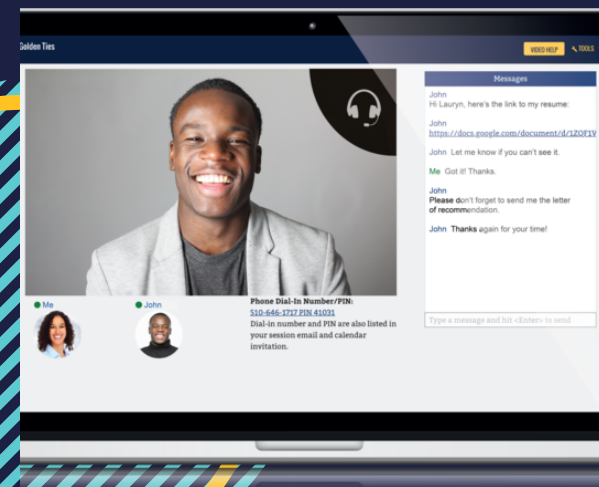 Golden Ties
VIDEO HELP
TOOLS
Messages
John
Hi Lauryn, here's the link to my resume:
John
https://docs.google.com/document/d/1ZOF1V
John Let me know if you can't see it.
Me Got it! Thanks.
John
Please don't forget to send me the letter
of recommendation.
John Thanks again for your time!
Type a message and hit <Enter> to send
Me
John
Phone Dial-In Number/PIN:
510-646-1717 PIN 41031
Dial-in number and PIN are also listed in
your session email and calendar
invitation.